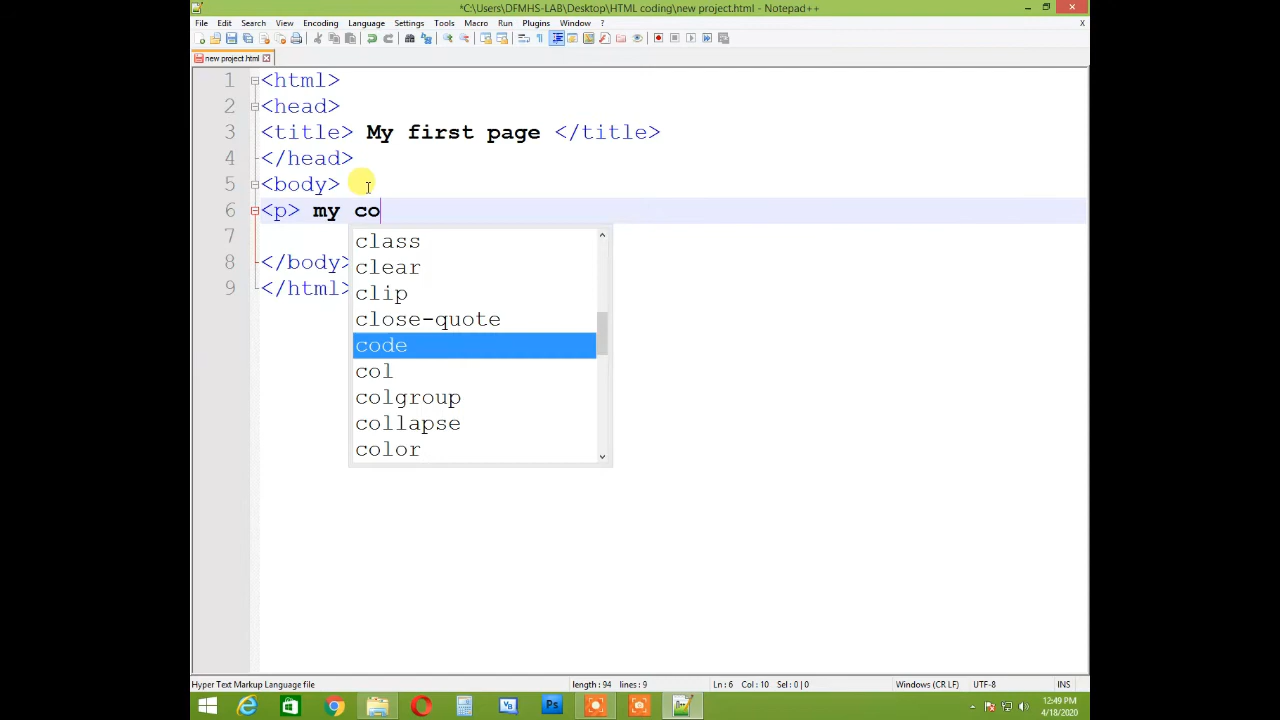 *C:\Users\DFMHS-LAB\Desktop\HTML coding\new project.html - Notepad++
File Edit Search View Encoding Language Settings Tools Macro Run Plugins Window ? X
new project.html
1 <html>
2 <head>
3 <title> My first page </title>
4 </head>
5 <body>
6 <p> my co
7
8 </body>
9 </html>
class
clear
clip
close-quote
code
col
colgroup
collapse
color
Hyper Text Markup Language file length : 94 lines : 9 Ln : 6 Col : 10 Sel : 0 | 0 Windows (CR LF) UTF-8 INS
VB Ps 12:49 PM
4/18/2020